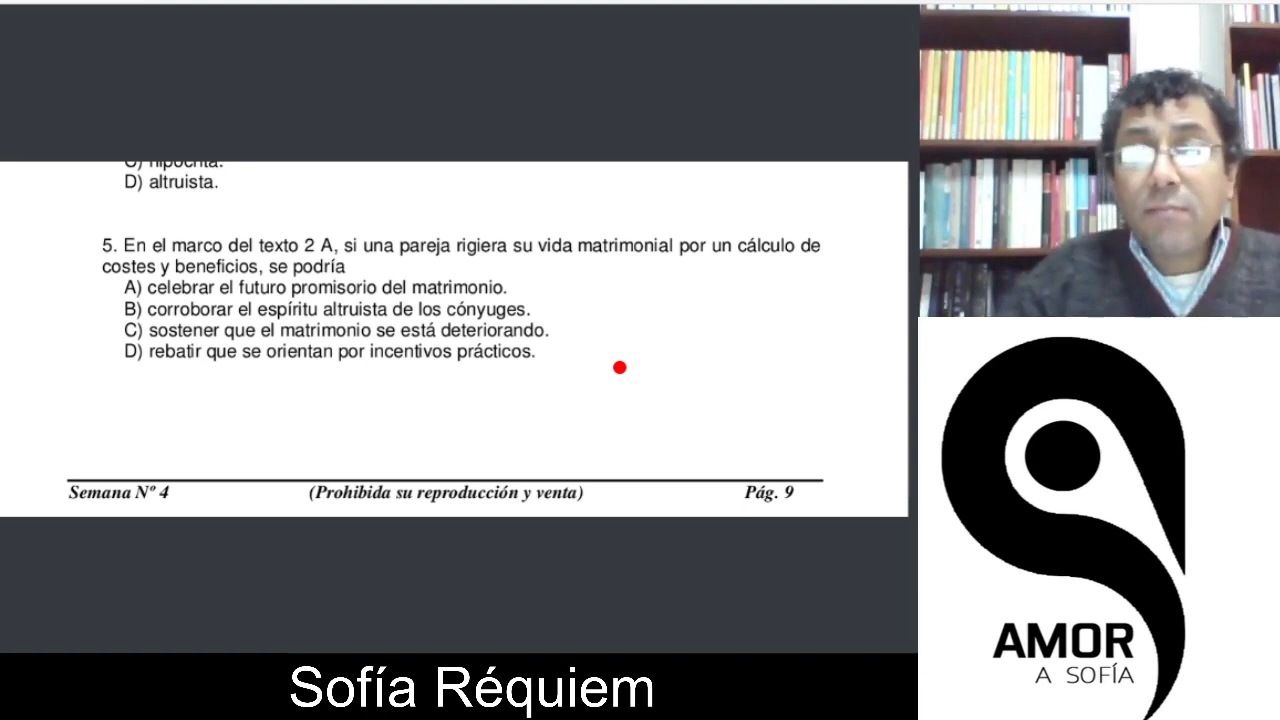 C) hipócrita.
D) altruista.
5. En el marco del texto 2 A, si una pareja rigiera su vida matrimonial por un cálculo de
costes y beneficios, se podría
A) celebrar el futuro promisorio del matrimonio.
B) corroborar el espíritu altruista de los cónyuges.
C) sostener que el matrimonio se está deteriorando.
D) rebatir que se orientan por incentivos prácticos.
Semana Nº 4 (Prohibida su reproducción y venta) Pág. 9
Sofía Réquiem
AMOR
A SOFÍA